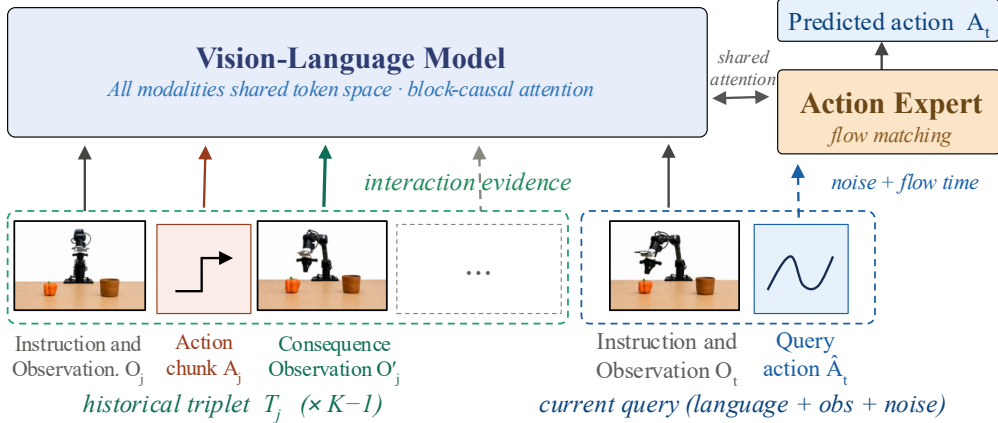 Predicted action A_t
Vision-Language Model
All modalities shared token space · block-causal attention
shared
attention
Action Expert
flow matching
interaction evidence
noise + flow time
...
Instruction and
Observation. O_j
Action
chunk A_j
Consequence
Observation O'_j
Instruction and
Observation O_t
Query
action Â_t
historical triplet T_j (× K−1)
current query (language + obs + noise)